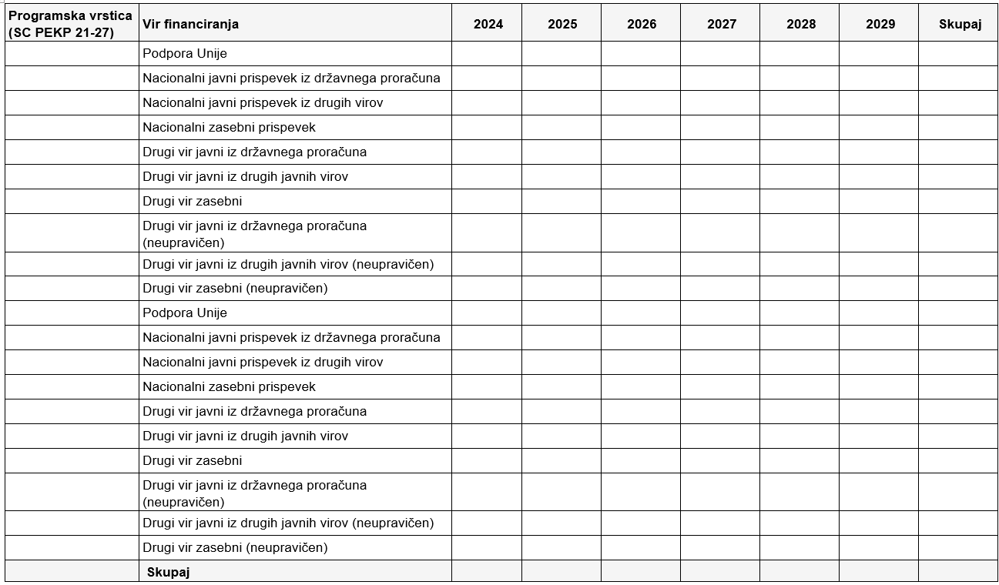 Programska vrstica
(SC PEKP 21-27)
Vir financiranja
2024
2025
2026
2027
2028
2029
Skupaj
Podpora Unije
Nacionalni javni prispevek iz državnega proračuna
Nacionalni javni prispevek iz drugih virov
Nacionalni zasebni prispevek
Drugi vir javni iz državnega proračuna
Drugi vir javni iz drugih javnih virov
Drugi vir zasebni
Drugi vir javni iz državnega proračuna
(neupravičen)
Drugi vir javni iz drugih javnih virov (neupravičen)
Drugi vir zasebni (neupravičen)
Podpora Unije
Nacionalni javni prispevek iz državnega proračuna
Nacionalni javni prispevek iz drugih virov
Nacionalni zasebni prispevek
Drugi vir javni iz državnega proračuna
Drugi vir javni iz drugih javnih virov
Drugi vir zasebni
Drugi vir javni iz državnega proračuna
(neupravičen)
Drugi vir javni iz drugih javnih virov (neupravičen)
Drugi vir zasebni (neupravičen)
Skupaj